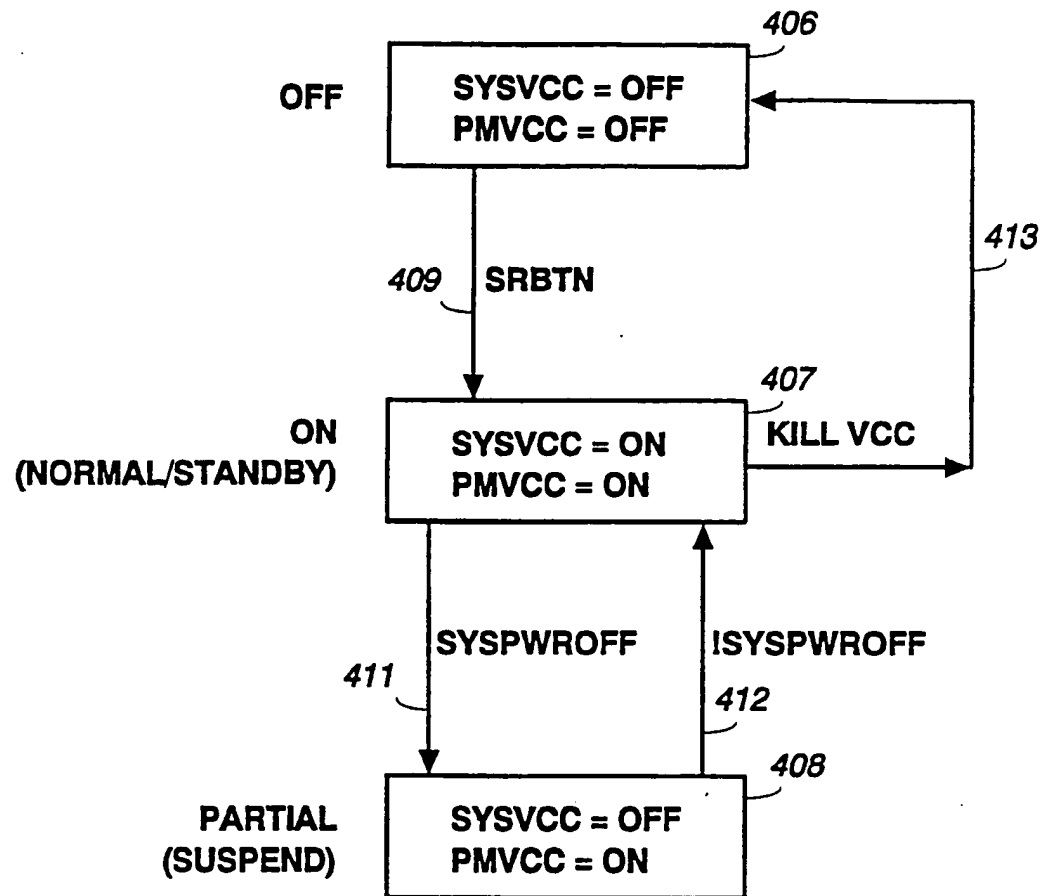 406
OFF
SYSVCC = OFF
PMVCC = OFF
413
409
SRBTN
407
ON
(NORMAL/STANDBY)
SYSVCC = ON
PMVCC = ON
KILL VCC
SYSPWROFF
!SYSPWROFF
411
412
408
PARTIAL
(SUSPEND)
SYSVCC = OFF
PMVCC = ON